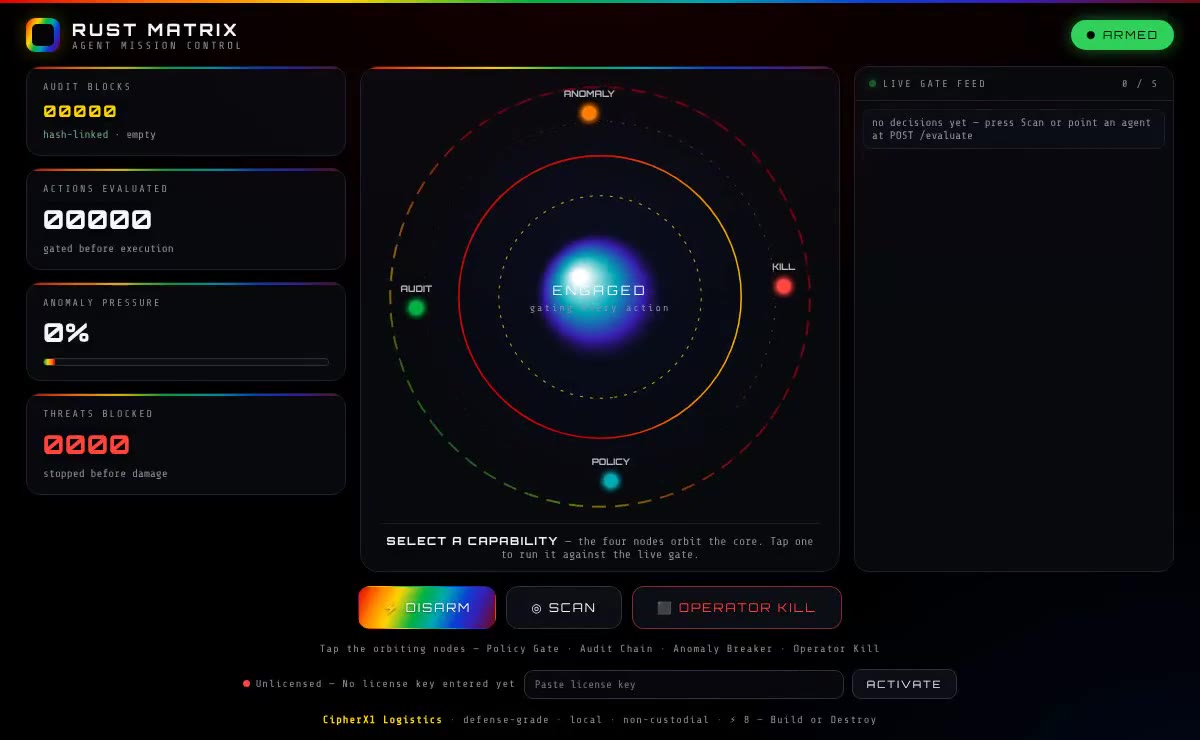 RUST MATRIX
AGENT MISSION CONTROL
● ARMED
AUDIT BLOCKS
00000
hash-linked · empty
ACTIONS EVALUATED
00000
gated before execution
ANOMALY PRESSURE
0%
THREATS BLOCKED
0000
stopped before damage
ANOMALY
KILL
AUDIT
ENGAGED
gating every action
POLICY
SELECT A CAPABILITY — the four nodes orbit the core. Tap one
to run it against the live gate.
LIVE GATE FEED
0 / 5
no decisions yet — press Scan or point an agent
at POST /evaluate
⚡ DISARM
◎ SCAN
⬛ OPERATOR KILL
Tap the orbiting nodes — Policy Gate · Audit Chain · Anomaly Breaker · Operator Kill
Unlicensed — No license key entered yet
Paste license key
ACTIVATE
CipherX1 Logistics · defense-grade · local · non-custodial · ⚡ 8 — Build or Destroy